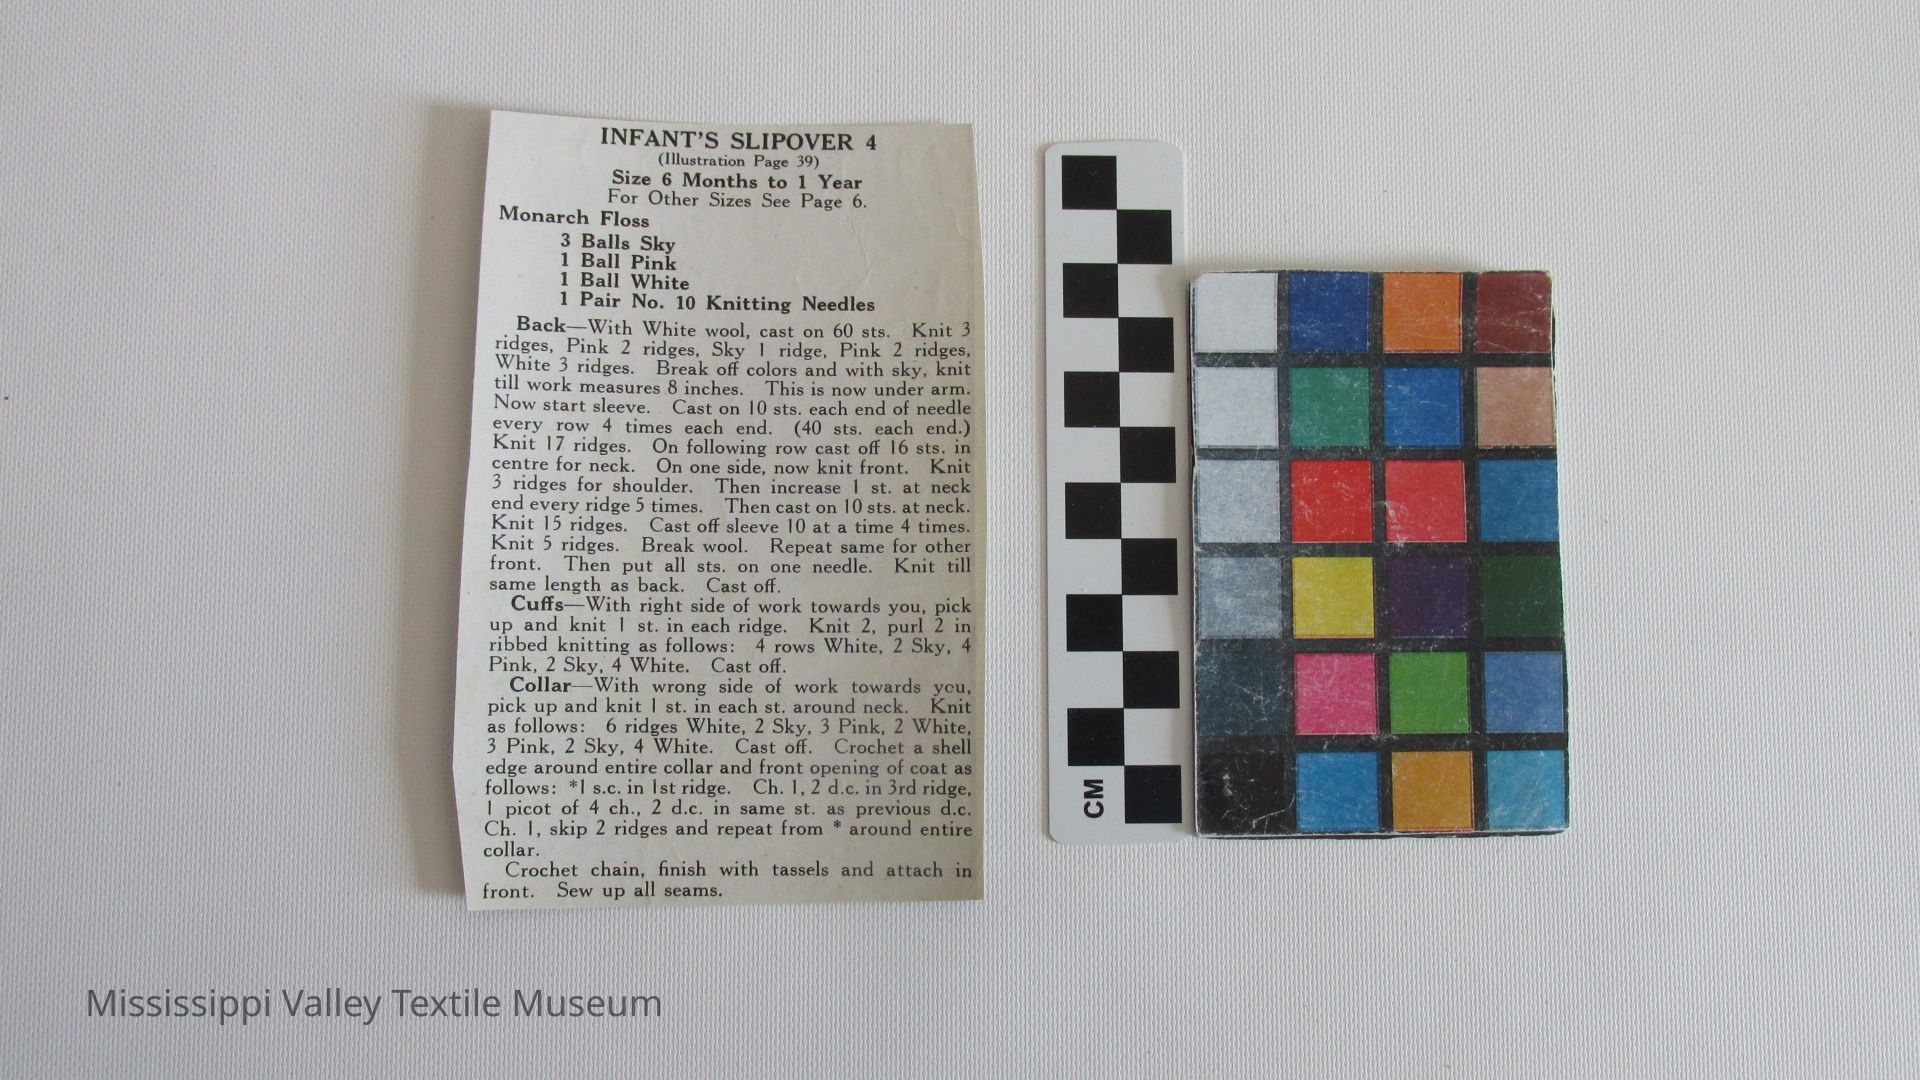 INFANT'S SLIPOVER 4
(Illustration Page 39)
Size 6 Months to 1 Year
For Other Sizes See Page 6.
Monarch Floss
3 Balls Sky
1 Ball Pink
1 Ball White
1 Pair No. 10 Knitting Needles
Back—With White wool, cast on 60 sts. Knit 3
ridges, Pink 2 ridges, Sky 1 ridge, Pink 2 ridges,
White 3 ridges. Break off colors and with sky, knit
till work measures 8 inches. This is now under arm.
Now start sleeve. Cast on 10 sts. each end of needle
every row 4 times each end. (40 sts. each end.)
Knit 17 ridges. On following row cast off 16 sts. in
centre for neck. On one side, now knit front. Knit
3 ridges for shoulder. Then increase 1 st. at neck
end every ridge 5 times. Then cast on 10 sts. at neck.
Knit 15 ridges. Cast off sleeve 10 at a time 4 times.
Knit 5 ridges. Break wool. Repeat same for other
front. Then put all sts. on one needle. Knit till
same length as back. Cast off.
Cuffs—With right side of work towards you, pick
up and knit 1 st. in each ridge. Knit 2, purl 2 in
ribbed knitting as follows: 4 rows White, 2 Sky, 4
Pink, 2 Sky, 4 White. Cast off.
Collar—With wrong side of work towards you,
pick up and knit 1 st. in each st. around neck. Knit
as follows: 6 ridges White, 2 Sky, 3 Pink, 2 White,
3 Pink, 2 Sky, 4 White. Cast off. Crochet a shell
edge around entire collar and front opening of coat as
follows: *1 s.c. in 1st ridge. Ch. 1, 2 d.c. in 3rd ridge,
1 picot of 4 ch., 2 d.c. in same st. as previous d.c.
Ch. 1, skip 2 ridges and repeat from * around entire
collar.
Crochet chain, finish with tassels and attach in
front. Sew up all seams.
CM
Mississippi Valley Textile Museum